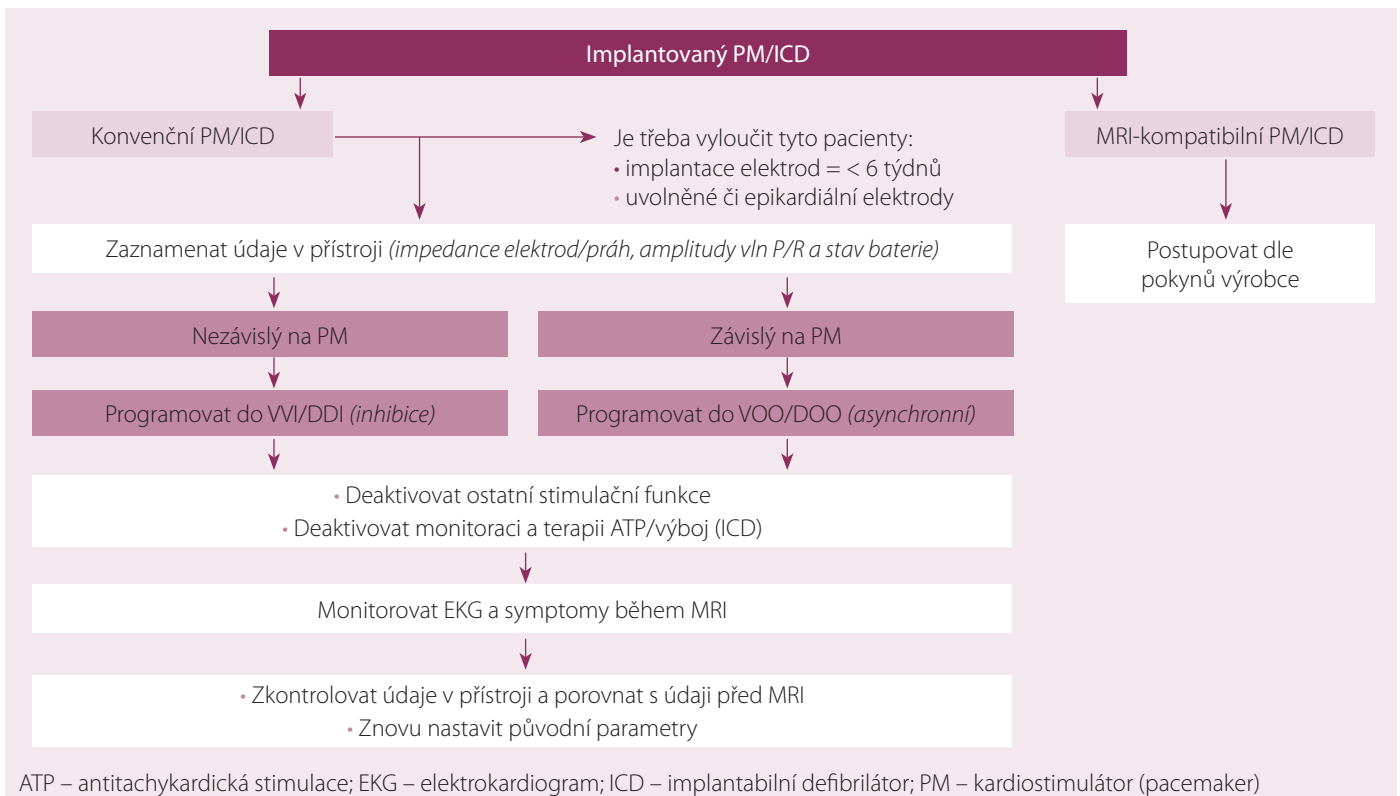 Implantovaný PM/ICD
Konvenční PM/ICD
Je třeba vyloučit tyto pacienty:
• implantace elektrod = < 6 týdnů
• uvolněné či epikardiální elektrody
MRI-kompatibilní PM/ICD
Zaznamenat údaje v přístroji (impedance elektrod/práh, amplitudy vln P/R a stav baterie)
Postupovat dle
pokynů výrobce
Nezávislý na PM
Závislý na PM
Programovat do VVI/DDI (inhibice)
Programovat do VOO/DOO (asynchronní)
• Deaktivovat ostatní stimulační funkce
• Deaktivovat monitoraci a terapii ATP/výboj (ICD)
Monitorovat EKG a symptomy během MRI
• Zkontrolovat údaje v přístroji a porovnat s údaji před MRI
• Znovu nastavit původní parametry
ATP – antitachykardická stimulace; EKG – elektrokardiogram; ICD – implantabilní defibrilátor; PM – kardiostimulátor (pacemaker)